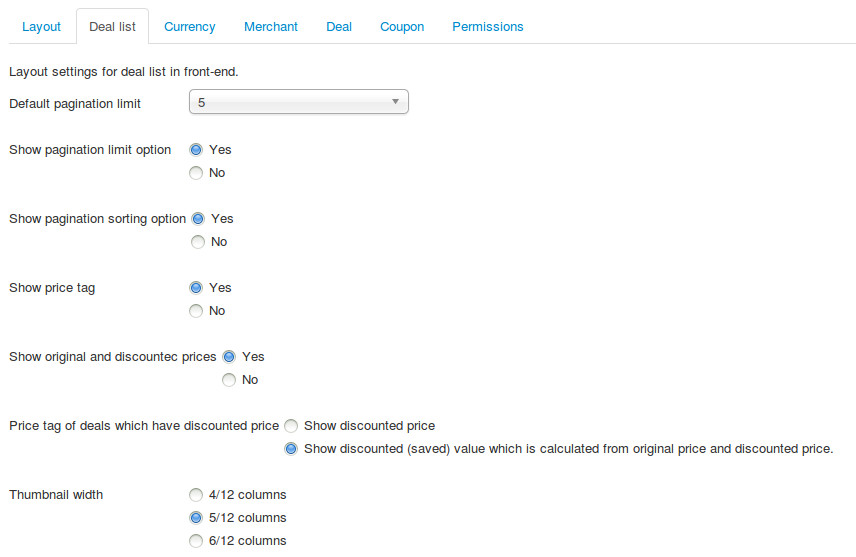 Layout Deal list Currency Merchant Deal Coupon Permissions
Layout settings for deal list in front-end.
Default pagination limit 5
Show pagination limit option Yes
No
Show pagination sorting option Yes
No
Show price tag Yes
No
Show original and discountec prices Yes
No
Price tag of deals which have discounted price Show discounted price
Show discounted (saved) value which is calculated from original price and discounted price.
Thumbnail width 4/12 columns
5/12 columns
6/12 columns